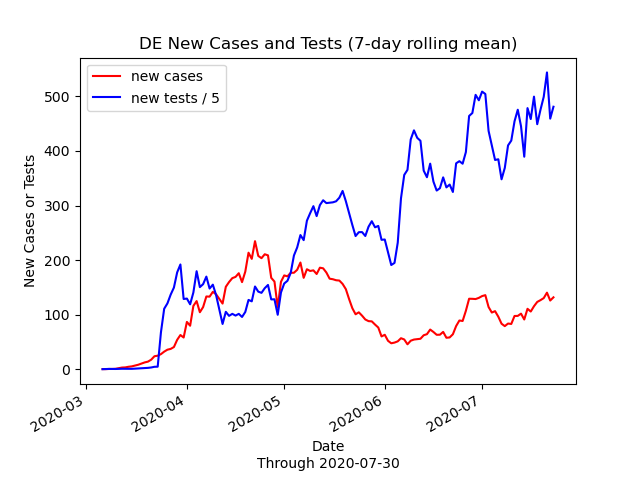 DE New Cases and Tests (7-day rolling mean)
new cases
new tests / 5
New Cases or Tests
500
400
300
200
100
0
2020-03
2020-04
2020-05
2020-06
2020-07
Date
Through 2020-07-30